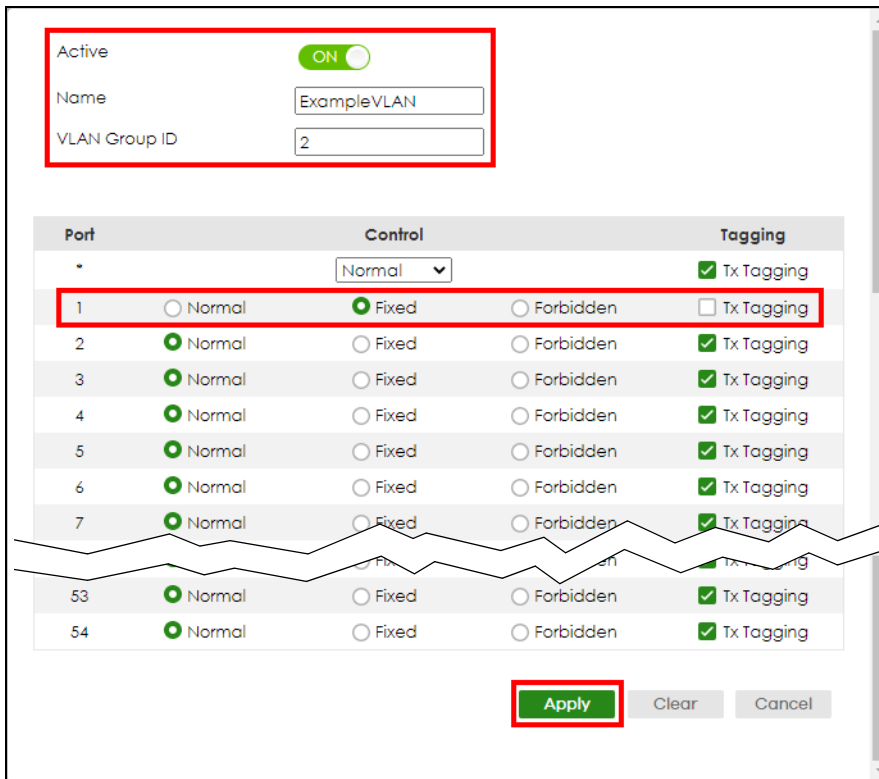 Active ON
Name ExampleVLAN
VLAN Group ID 2
Port Control Tagging
* Normal Tx Tagging
1 Normal Fixed Forbidden Tx Tagging
2 Normal Fixed Forbidden Tx Tagging
3 Normal Fixed Forbidden Tx Tagging
4 Normal Fixed Forbidden Tx Tagging
5 Normal Fixed Forbidden Tx Tagging
6 Normal Fixed Forbidden Tx Tagging
7 Normal Fixed Forbidden Tx Tagging
53 Normal Fixed Forbidden Tx Tagging
54 Normal Fixed Forbidden Tx Tagging
Apply Clear Cancel